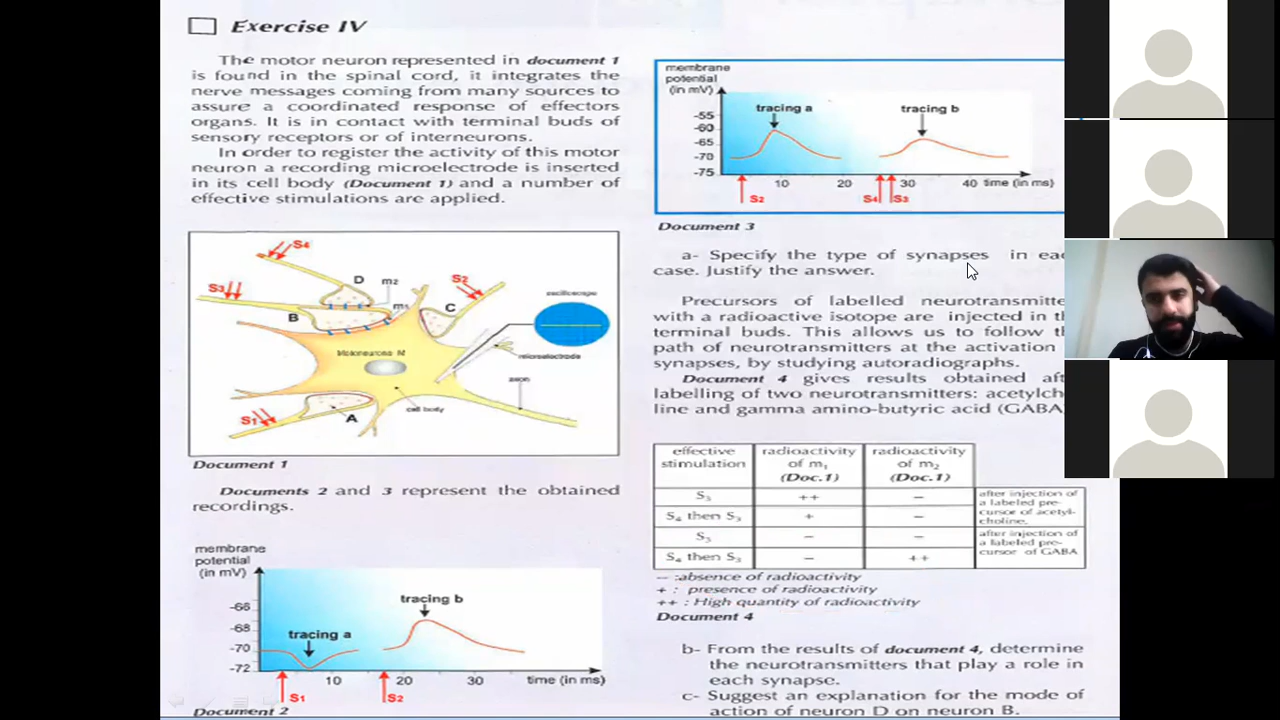 Exercise IV
The motor neuron represented in document 1
is found in the spinal cord, it integrates the
nerve messages coming from many sources to
assure a coordinated response of effectors
organs. It is in contact with terminal buds of
sensory receptors or of interneurons.
In order to register the activity of this motor
neuron a recording microelectrode is inserted
in its cell body (Document 1) and a number of
effective stimulations are applied.
S4
S3
S2
D
m2
m1
B
C
oscilloscope
Motoneurone M
microelectrode
axon
cell body
S1
A
Document 1
Documents 2 and 3 represent the obtained
recordings.
membrane
potential
(in mV)
-66
-68
-70
-72
tracing a
tracing b
10
20
30
time (in ms)
S1
S2
Document 2
membrane
potential
(in mV)
-55
-60
-65
-70
-75
tracing a
tracing b
10
20
30
40
time (in ms)
S2
S4
S3
Document 3
a- Specify the type of synapses in eac
case. Justify the answer.
Precursors of labelled neurotransmitte
with a radioactive isotope are injected in th
terminal buds. This allows us to follow th
path of neurotransmitters at the activation
synapses, by studying autoradiographs.
Document 4 gives results obtained aft
labelling of two neurotransmitters: acetylch
line and gamma amino-butyric acid (GABA
effective stimulation
radioactivity of m1 (Doc.1)
radioactivity of m2 (Doc.1)
S3 ++ –
S4 then S3 + –
after injection of
a labeled pre-
cursor of acetyl-
choline.
S3 – –
S4 then S3 – ++
after injection of
a labeled pre-
cursor of GABA
– :absence of radioactivity
+ : presence of radioactivity
++ : High quantity of radioactivity
Document 4
b- From the results of document 4, determine
the neurotransmitters that play a role in
each synapse.
c- Suggest an explanation for the mode of
action of neuron D on neuron B.